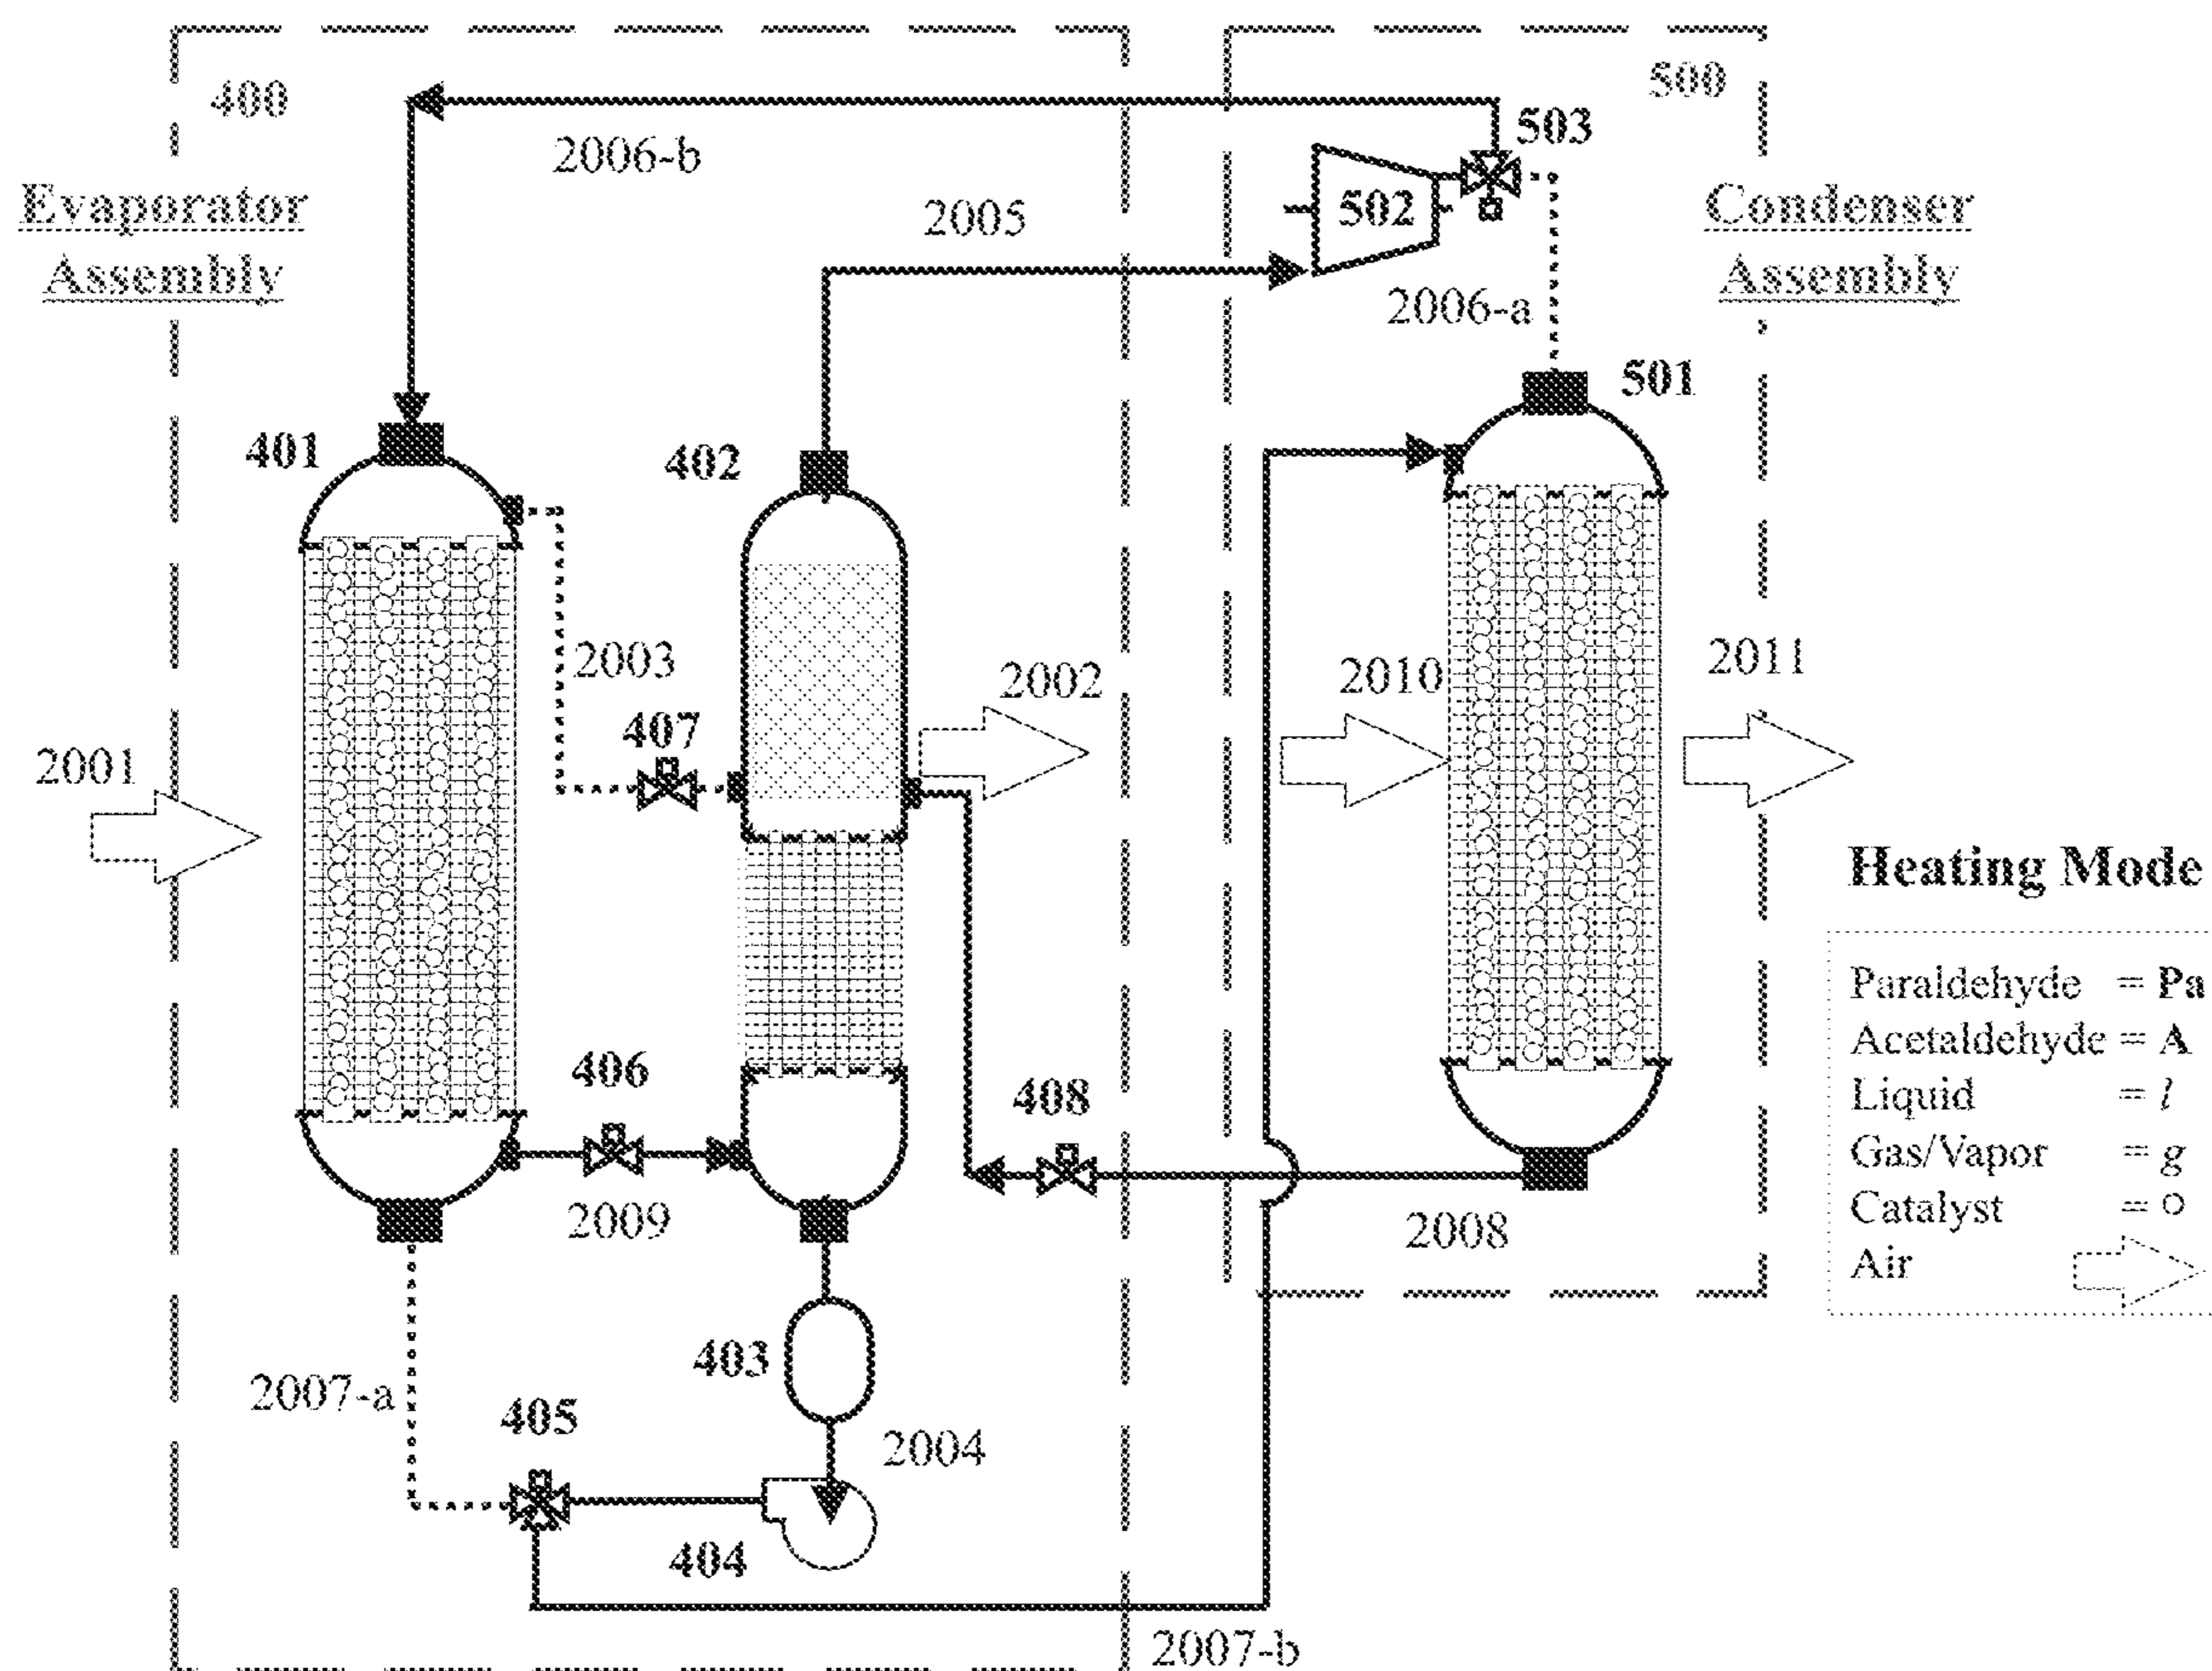 400
500
503
2006-b
Evaporator
Assembly
2005
502
Condenser
Assembly
2006-a
501
401
402
2003
2002
2010
2011
407
2001
Heating Mode
Paraldehyde = Pa
Acetaldehyde = A
Liquid = l
Gas/Vapor = g
Catalyst =
Air
406
408
2009
2008
403
2007-a
405
2004
404
2007-b